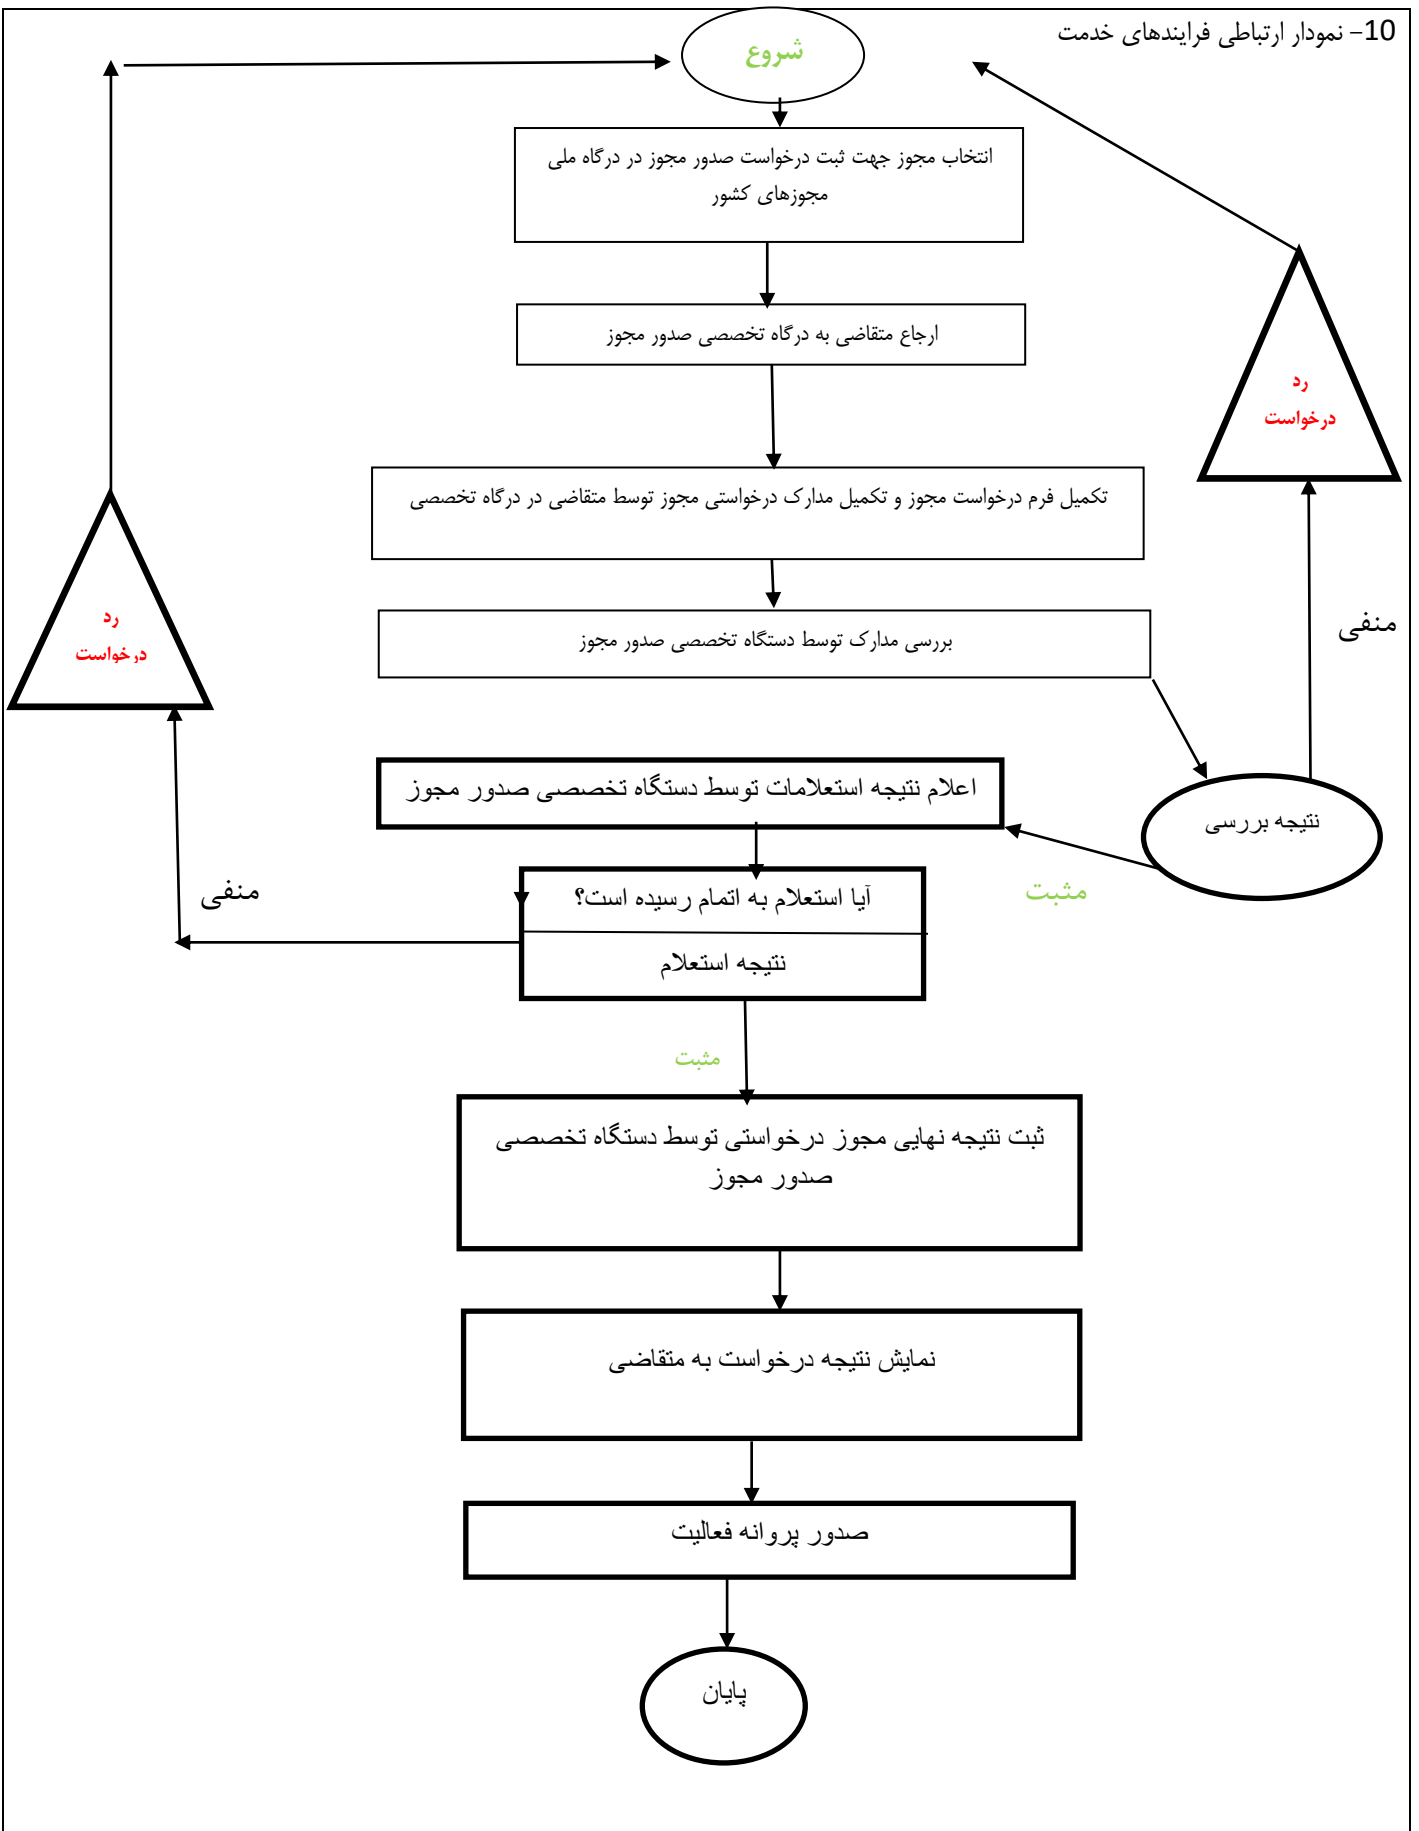 10- نمودار ارتباطی فرایندهای خدمت
شروع
انتخاب مجوز جهت ثبت درخواست صدور مجوز در درگاه ملی
مجوزهای کشور
ارجاع متقاضی به درگاه تخصصی صدور مجوز
رد
درخواست
تکمیل فرم درخواست مجوز و تکمیل مدارک درخواستی مجوز توسط متقاضی در درگاه تخصصی
رد
درخواست
منفی
بررسی مدارک توسط دستگاه تخصصی صدور مجوز
اعلام نتیجه استعلامات توسط دستگاه تخصصی صدور مجوز
نتیجه بررسی
مثبت
آیا استعلام به اتمام رسیده است؟
منفی
نتیجه استعلام
مثبت
ثبت نتیجه نهایی مجوز درخواستی توسط دستگاه تخصصی
صدور مجوز
نمایش نتیجه درخواست به متقاضی
صدور پروانه فعالیت
پایان